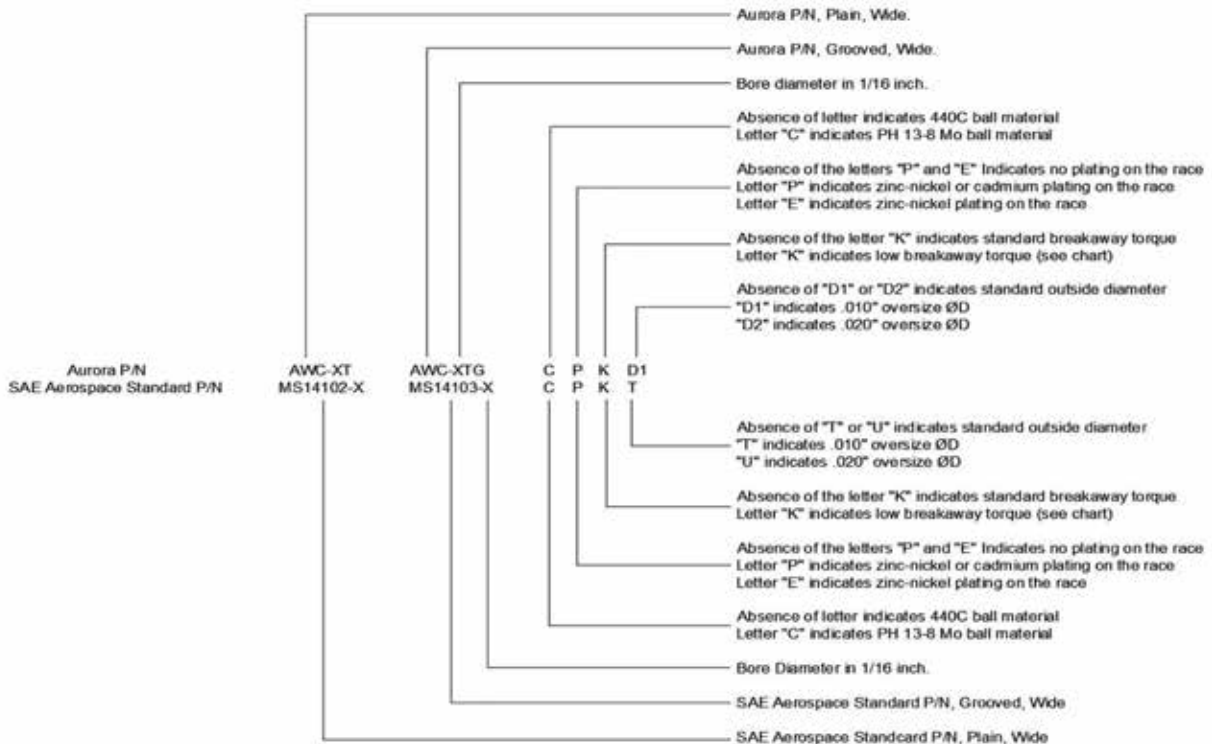 Aurora P/N, Plain, Wide.
Aurora P/N, Grooved, Wide.
Bore diameter in 1/16 inch.
Absence of letter indicates 440C ball material
Letter "C" indicates PH 13-8 Mo ball material
Absence of the letters "P" and "E" Indicates no plating on the race
Letter "P" indicates zinc-nickel or cadmium plating on the race
Letter "E" indicates zinc-nickel plating on the race
Absence of the letter "K" indicates standard breakaway torque
Letter "K" indicates low breakaway torque (see chart)
Absence of "D1" or "D2" indicates standard outside diameter
"D1" indicates .010" oversize ØD
"D2" indicates .020" oversize ØD
Aurora P/N AWC-XT AWC-XTG C P K D1
SAE Aerospace Standard P/N MS14102-X MS14103-X C P K T
Absence of "T" or "U" indicates standard outside diameter
"T" indicates .010" oversize ØD
"U" indicates .020" oversize ØD
Absence of the letter "K" indicates standard breakaway torque
Letter "K" indicates low breakaway torque (see chart)
Absence of the letters "P" and "E" Indicates no plating on the race
Letter "P" indicates zinc-nickel or cadmium plating on the race
Letter "E" indicates zinc-nickel plating on the race
Absence of letter indicates 440C ball material
Letter "C" indicates PH 13-8 Mo ball material
Bore Diameter in 1/16 inch.
SAE Aerospace Standard P/N, Grooved, Wide
SAE Aerospace Standcard P/N, Plain, Wide